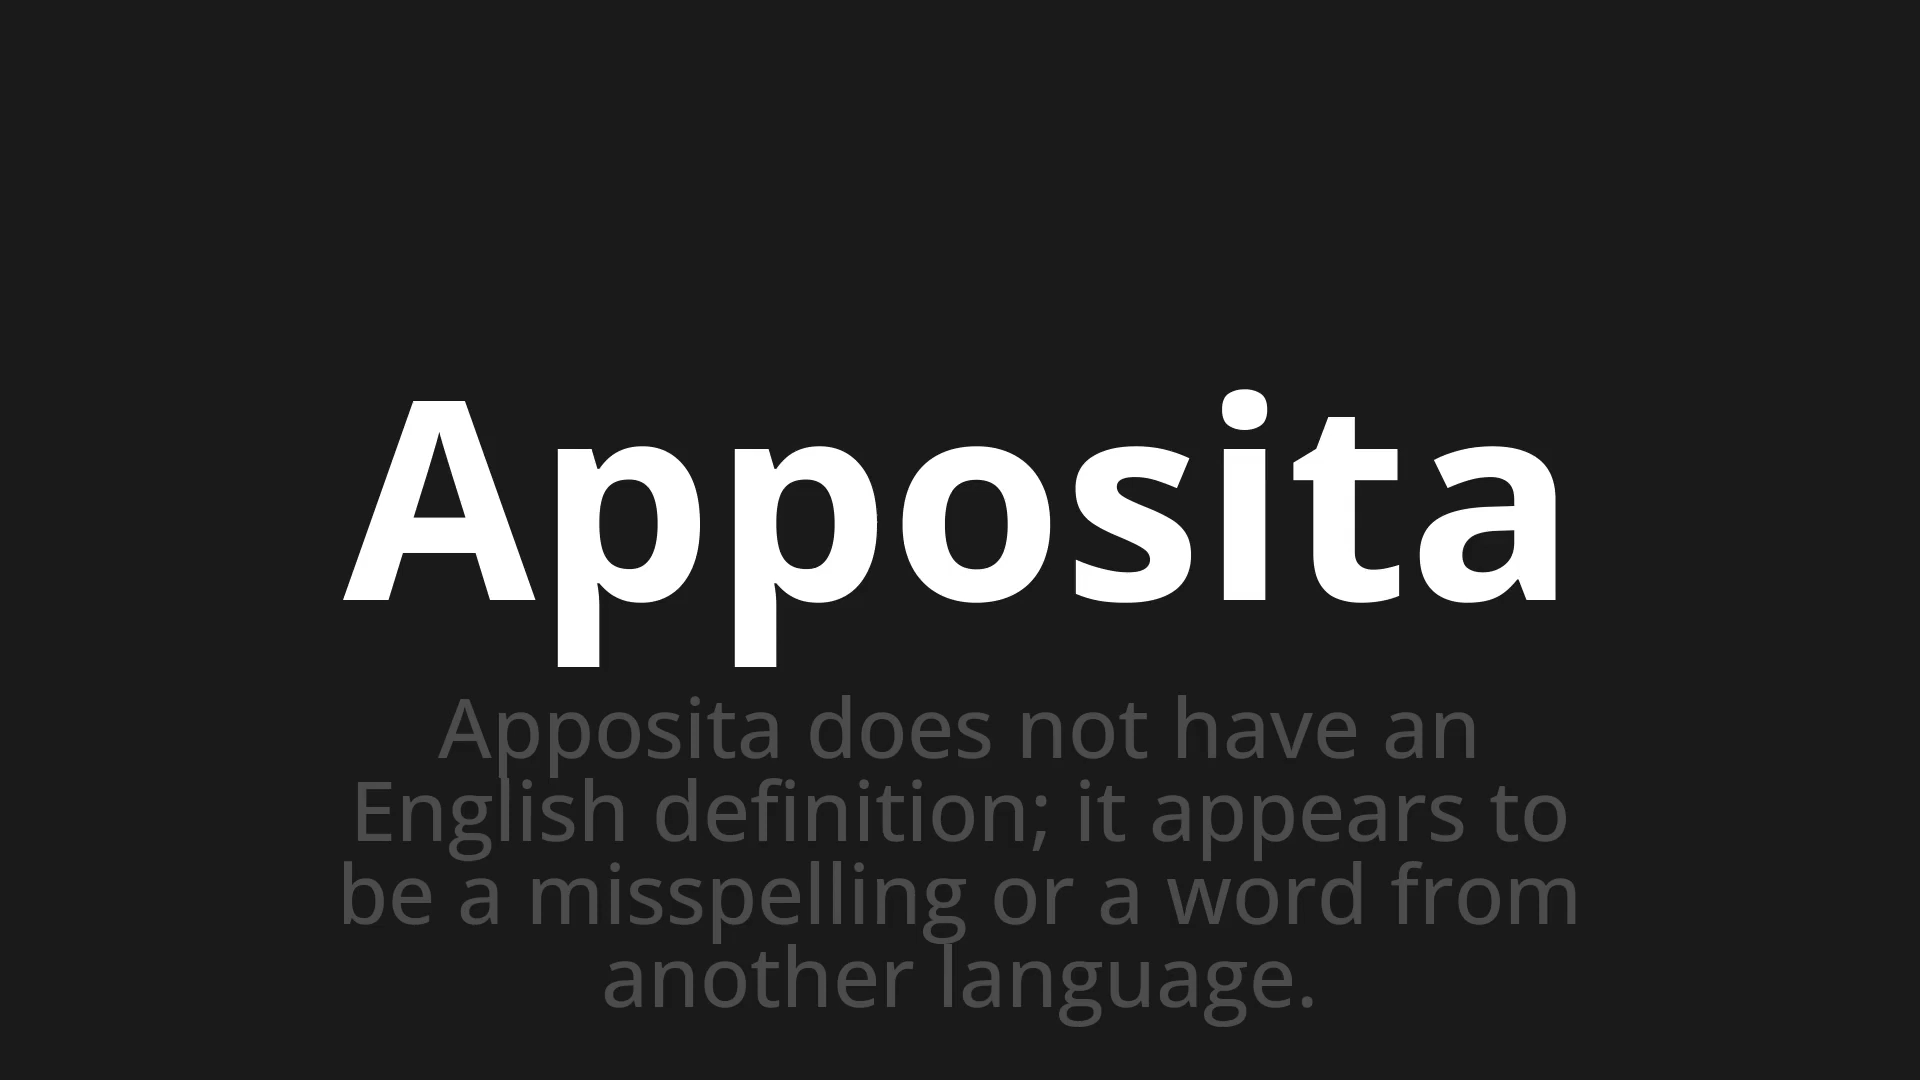 Apposita
Apposita does not have an
English definition; it appears to
be a misspelling or a word from
another language.